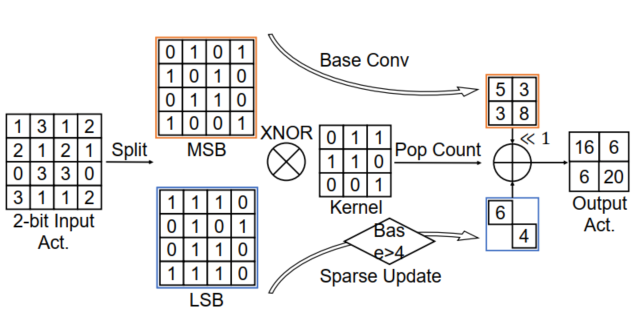 0 1 0 1
1 0 1 0
0 1 1 0
1 0 0 1
MSB
Base Conv
5 3
3 8
1 3 1 2
2 1 2 1
0 3 3 0
3 1 1 2
2-bit Input
Act.
Split
XNOR
0 1 1
1 1 0
0 0 1
Kernel
Pop Count
≪ 1
16 6
6 20
Output
Act.
1 1 1 0
0 1 0 1
0 1 1 0
1 1 1 0
LSB
Bas
e>4
Sparse Update
6
4